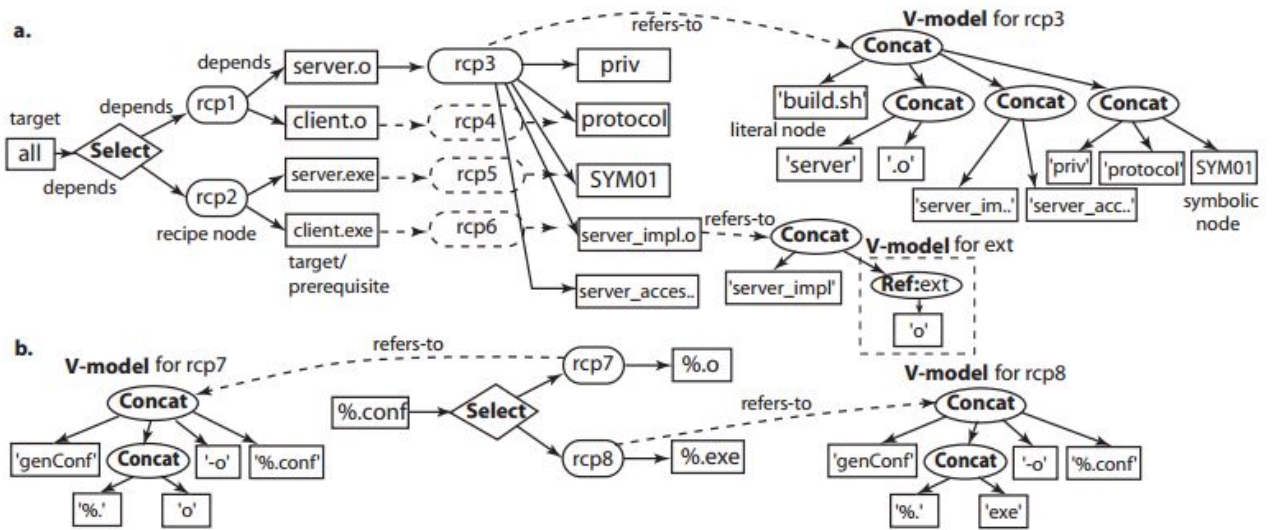 a.
refers-to
V-model for rcp3
Concat
depends
server.o
rcp3
priv
'build.sh'
Concat
Concat
Concat
literal node
depends
rcp1
target
client.o
rcp4
protocol
all
Select
'server'
'.o'
'priv'
'protocol'
SYM01
symbolic
node
depends
server.exe
rcp5
SYM01
'server_im..'
'server_acc..'
rcp2
recipe node
client.exe
rcp6
server_impl.o
refers-to
Concat
V-model for ext
target/
prerequisite
server_acces..
'server_impl'
Ref:ext
'o'
b.
V-model for rcp7
refers-to
rcp7
%.o
V-model for rcp8
Concat
%.conf
Select
refers-to
Concat
'genConf'
Concat
'-o'
'%.conf'
rcp8
%.exe
'genConf'
Concat
'-o'
'%.conf'
'%.'
'o'
'%.'
'exe'